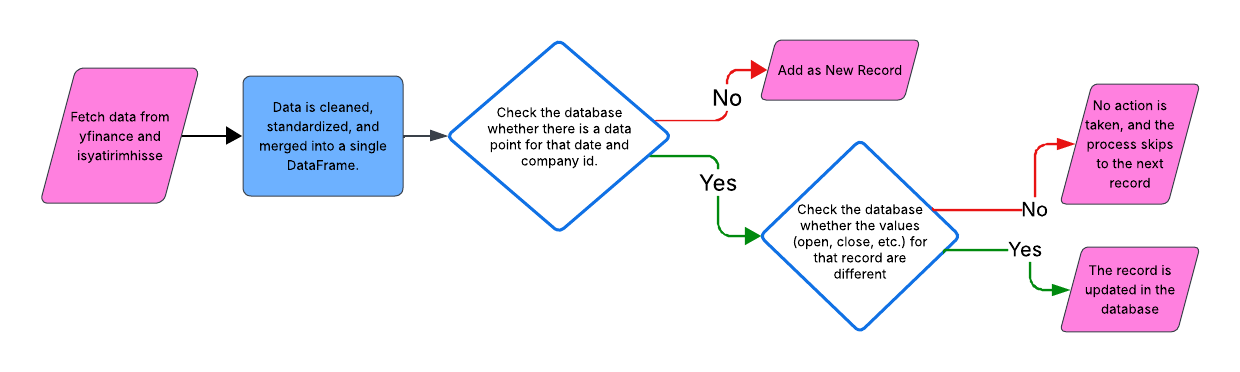 Fetch data from
yfinance and
isyatirimhisse
Data is cleaned,
standardized, and
merged into a single
DataFrame.
Check the database
whether there is a data
point for that date and
company id.
No
Add as New Record
Yes
Check the database
whether the values
(open, close, etc.) for
that record are
different
No
No action is
taken, and the
process skips
to the next
record
Yes
The record is
updated in the
database